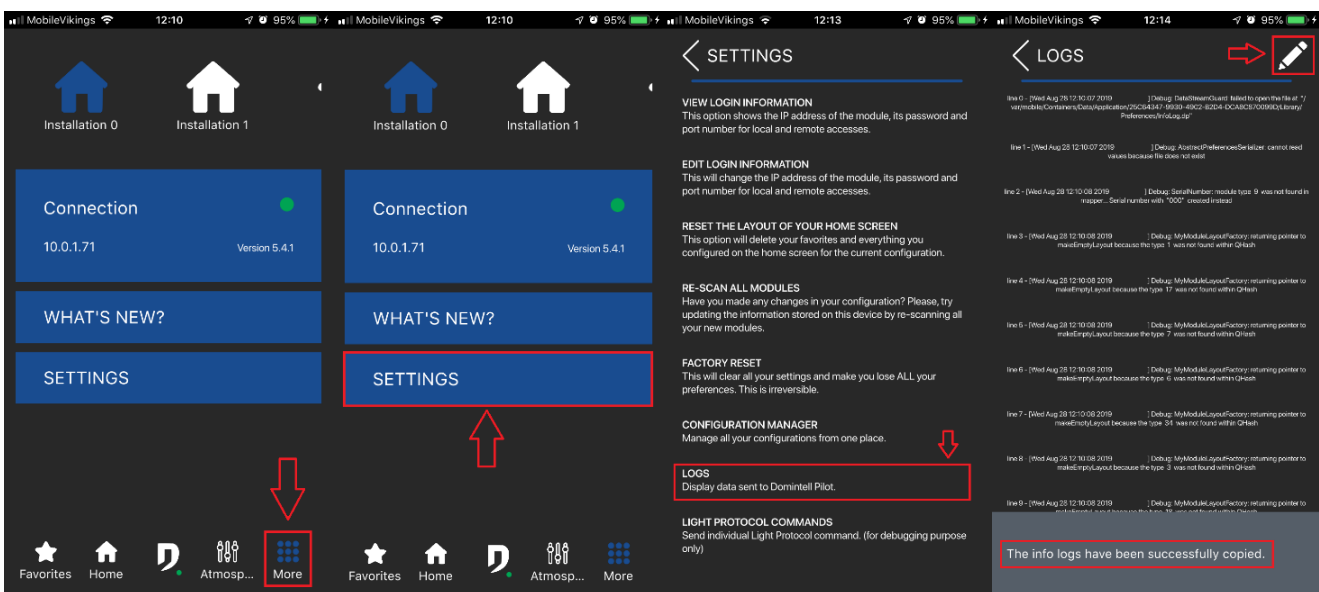 MobileVikings 12:10 95%
Installation 0 Installation 1
Connection
10.0.1.71 Version 5.4.1
WHAT'S NEW?
SETTINGS
Favorites Home Atmosp... More
MobileVikings 12:10 95%
Installation 0 Installation 1
Connection
10.0.1.71 Version 5.4.1
WHAT'S NEW?
SETTINGS
Favorites Home Atmosp... More
MobileVikings 12:13 95%
SETTINGS
VIEW LOGIN INFORMATION
This option shows the IP address of the module, its password and
port number for local and remote accesses.
EDIT LOGIN INFORMATION
This will change the IP address of the module, its password and
port number for local and remote accesses.
RESET THE LAYOUT OF YOUR HOME SCREEN
This option will delete your favorites and everything you
configured on the home screen for the current configuration.
RE-SCAN ALL MODULES
Have you made any changes in your configuration? Please, try
updating the information stored on this device by re-scanning all
your new modules.
FACTORY RESET
This will clear all your settings and make you lose ALL your
preferences. This is irreversible.
CONFIGURATION MANAGER
Manage all your configurations from one place.
LOGS
Display data sent to Domintell Pilot.
LIGHT PROTOCOL COMMANDS
Send individual Light Protocol command. (for debugging purpose
only)
MobileVikings 12:14 95%
LOGS
line 0 - [Wed Aug 28 12:10:07 2019 ] Debug: DataStreamGuard: failed to open the file at "/
var/mobile/Containers/Data/Application/
Preferences/InfoLog.dp"
line 1 - [Wed Aug 28 12:10:07 2019 ] Debug: AbstractPreferencesSerializer: cannot read
values because file does not exist
line 2 - [Wed Aug 28 12:10:08 2019 ] Debug: SerialNumber: module type 9 was not found in
mapper... Serial number with "000" created instead
line 3 - [Wed Aug 28 12:10:08 2019 ] Debug: MyModuleLayoutFactory: returning pointer to
makeEmptyLayout because the type 1 was not found within QHash
line 4 - [Wed Aug 28 12:10:08 2019 ] Debug: MyModuleLayoutFactory: returning pointer to
makeEmptyLayout because the type 17 was not found within QHash
line 5 - [Wed Aug 28 12:10:08 2019 ] Debug: MyModuleLayoutFactory: returning pointer to
makeEmptyLayout because the type 7 was not found within QHash
line 6 - [Wed Aug 28 12:10:08 2019 ] Debug: MyModuleLayoutFactory: returning pointer to
makeEmptyLayout because the type 6 was not found within QHash
line 7 - [Wed Aug 28 12:10:08 2019 ] Debug: MyModuleLayoutFactory: returning pointer to
makeEmptyLayout because the type 34 was not found within QHash
line 8 - [Wed Aug 28 12:10:08 2019 ] Debug: MyModuleLayoutFactory: returning pointer to
makeEmptyLayout because the type 3 was not found within QHash
line 9 - [Wed Aug 28 12:10:08 2019 ] Debug: MyModuleLayoutFactory: returning pointer to
The info logs have been successfully copied.